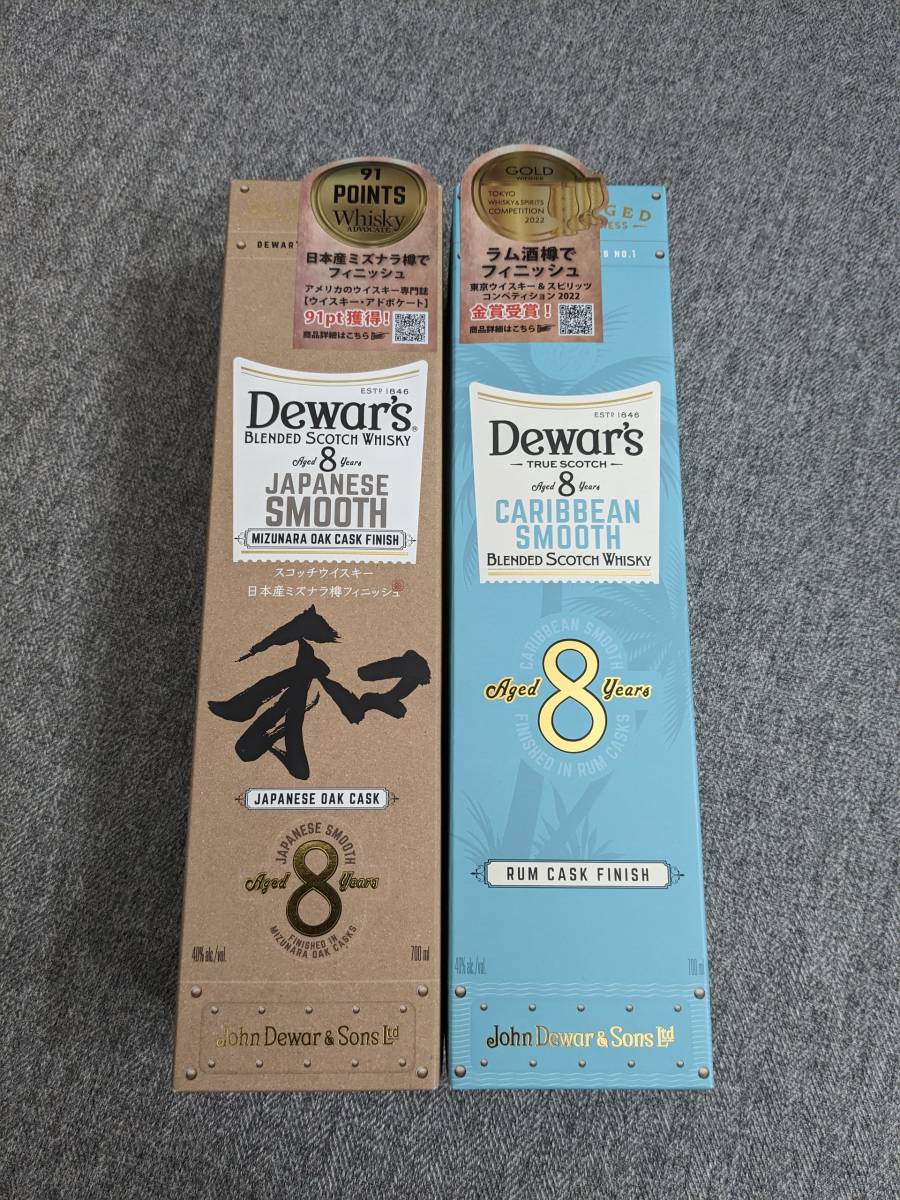 91
POINTS
Whisky
ADVOCATE
日本産ミズナラ樽で
フィニッシュ
アメリカのウイスキー専門誌
【ウイスキー・アドボケート】
91pt獲得!
商品詳細はこちら
DEWAR'
ESTD 1846
Dewar's®
BLENDED SCOTCH WHISKY
Aged 8 Years
JAPANESE
SMOOTH
MIZUNARA OAK CASK FINISH
スコッチウイスキー
日本産ミズナラ樽フィニッシュ
和
JAPANESE OAK CASK
JAPANESE SMOOTH
Aged 8 Years
FINISHED IN
MIZUNARA OAK CASKS
40% alc./vol.
700 ml
John Dewar & Sons Ltd
GOLD
WINNER
TOKYO
WHISKY & SPIRITS
COMPETITION
2022
ラム酒樽で
フィニッシュ
東京ウイスキー&スピリッツ
コンペティション2022
金賞受賞!
商品詳細はこちら
GED
NESS
NO.1
ESTD 1846
Dewar's
TRUE SCOTCH
Aged 8 Years
CARIBBEAN
SMOOTH
BLENDED SCOTCH WHISKY
CARIBBEAN SMOOTH
Aged 8 Years
FINISHED IN RUM CASKS
RUM CASK FINISH
40% alc./vol.
700 ml
John Dewar & Sons Ltd